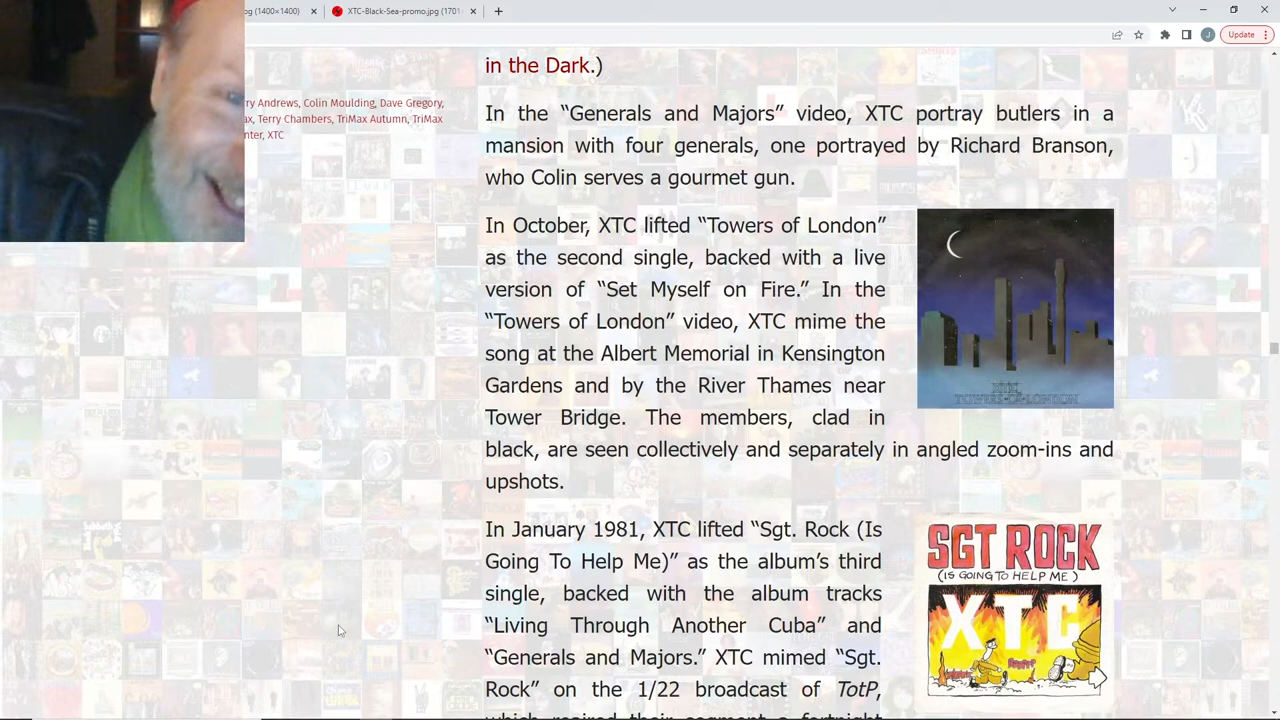 pg (1400×1400)
XTC-Black-Sea-promo.jpg (1701
Update
J
ry Andrews, Colin Moulding, Dave Gregory,
ax, Terry Chambers, TriMax Autumn, TriMax
nter, XTC
in the Dark.)
In the “Generals and Majors” video, XTC portray butlers in a
mansion with four generals, one portrayed by Richard Branson,
who Colin serves a gourmet gun.
In October, XTC lifted “Towers of London”
as the second single, backed with a live
version of “Set Myself on Fire.” In the
“Towers of London” video, XTC mime the
song at the Albert Memorial in Kensington
Gardens and by the River Thames near
Tower Bridge. The members, clad in
black, are seen collectively and separately in angled zoom-ins and
upshots.
XTC
TOWERS·OF·LONDON
In January 1981, XTC lifted “Sgt. Rock (Is
Going To Help Me)” as the album’s third
single, backed with the album tracks
“Living Through Another Cuba” and
“Generals and Majors.” XTC mimed “Sgt.
Rock” on the 1/22 broadcast of TotP,
SGT ROCK
(IS GOING TO HELP ME)
XTC